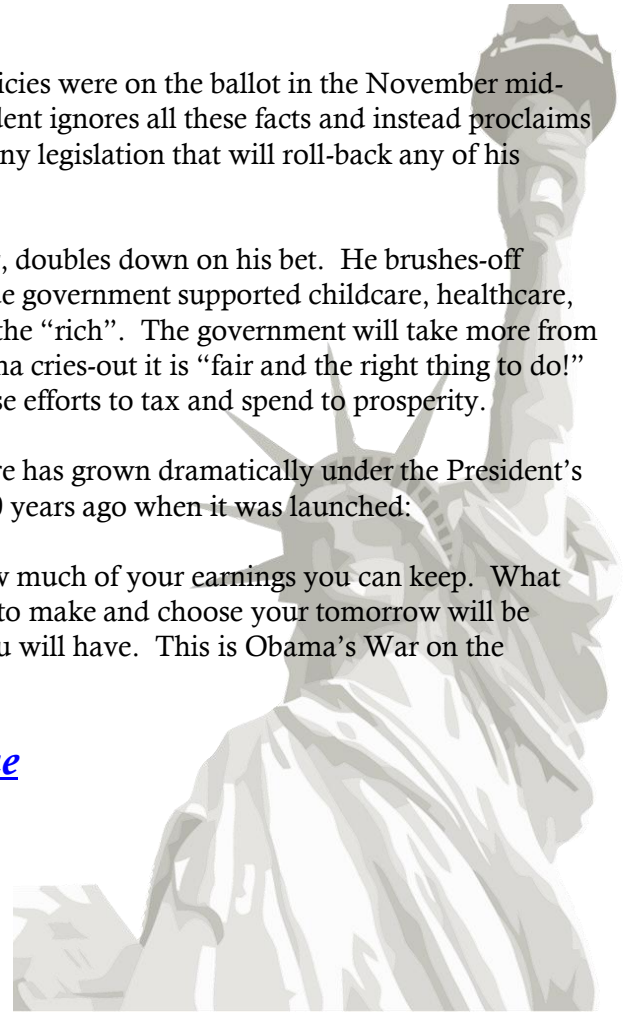 icies were on the ballot in the November mid-
dent ignores all these facts and instead proclaims
ny legislation that will roll-back any of his
, doubles down on his bet.  He brushes-off
e government supported childcare, healthcare,
the “rich”.  The government will take more from
na cries-out it is “fair and the right thing to do!”
se efforts to tax and spend to prosperity.
re has grown dramatically under the President’s
0 years ago when it was launched:
w much of your earnings you can keep.  What
to make and choose your tomorrow will be
u will have.  This is Obama’s War on the
e